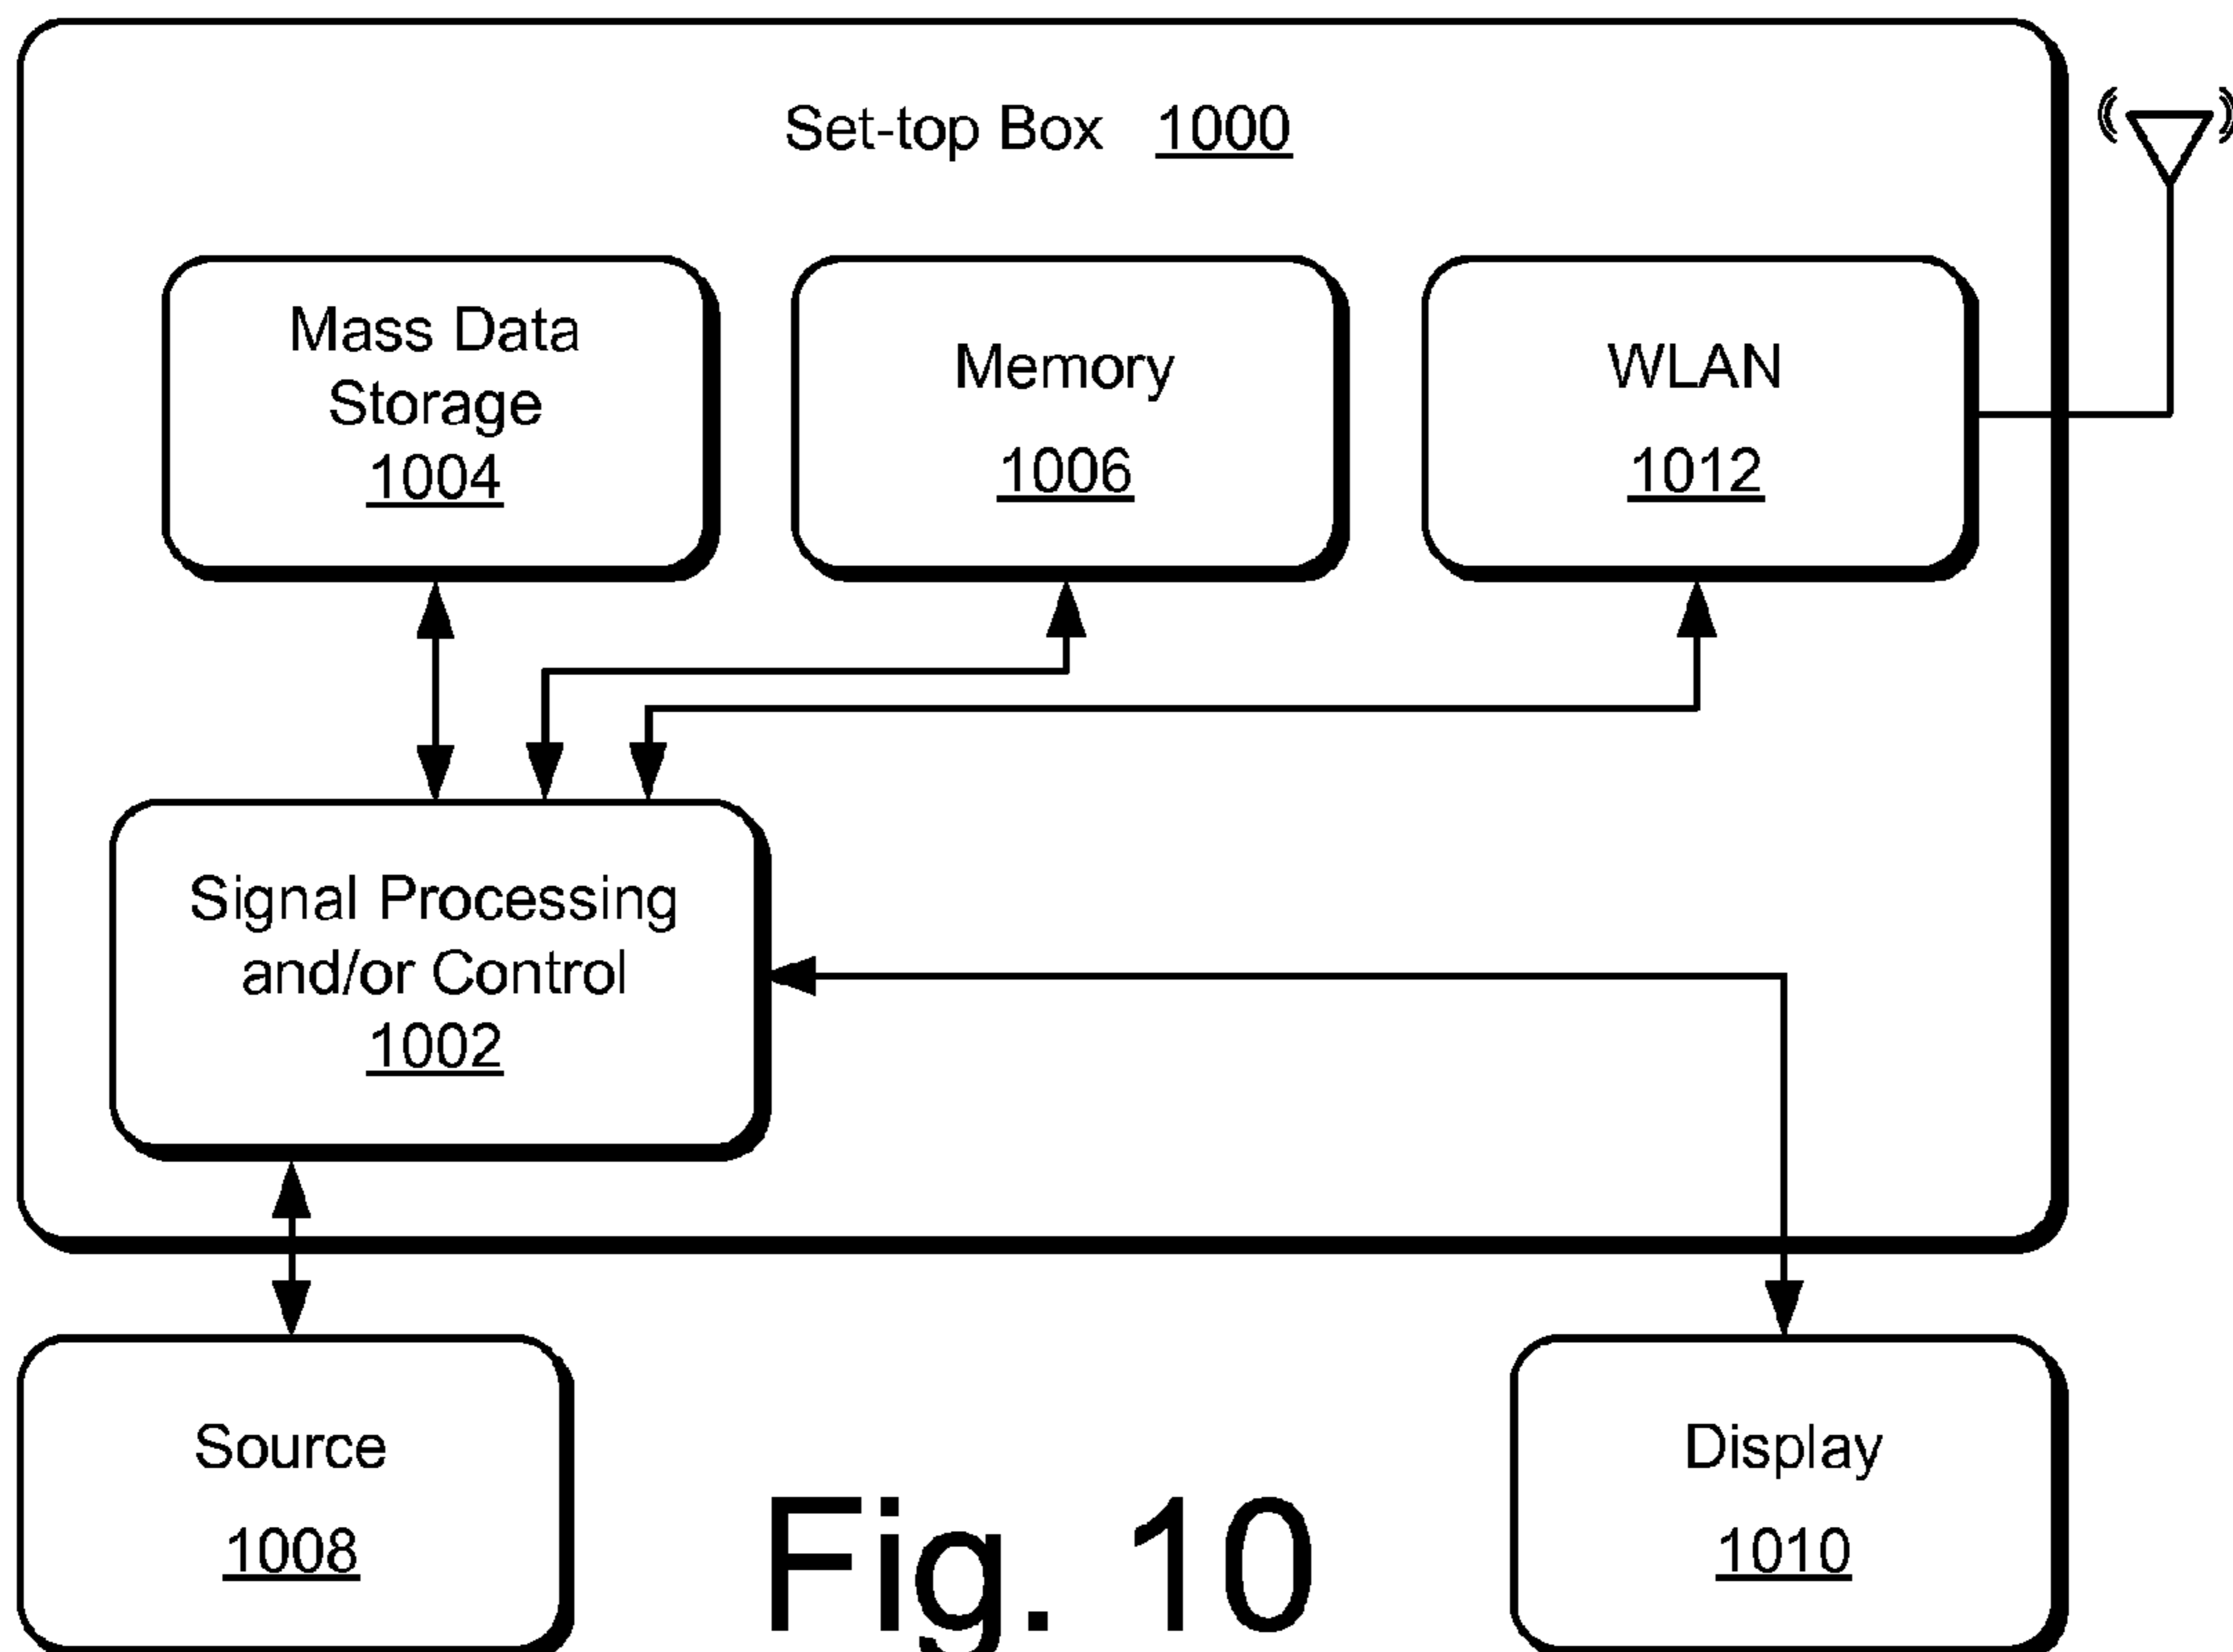 Set-top Box 1000
Mass Data
Storage
1004
Memory
1006
WLAN
1012
Signal Processing
and/or Control
1002
Source
1008
Display
1010
Fig. 10